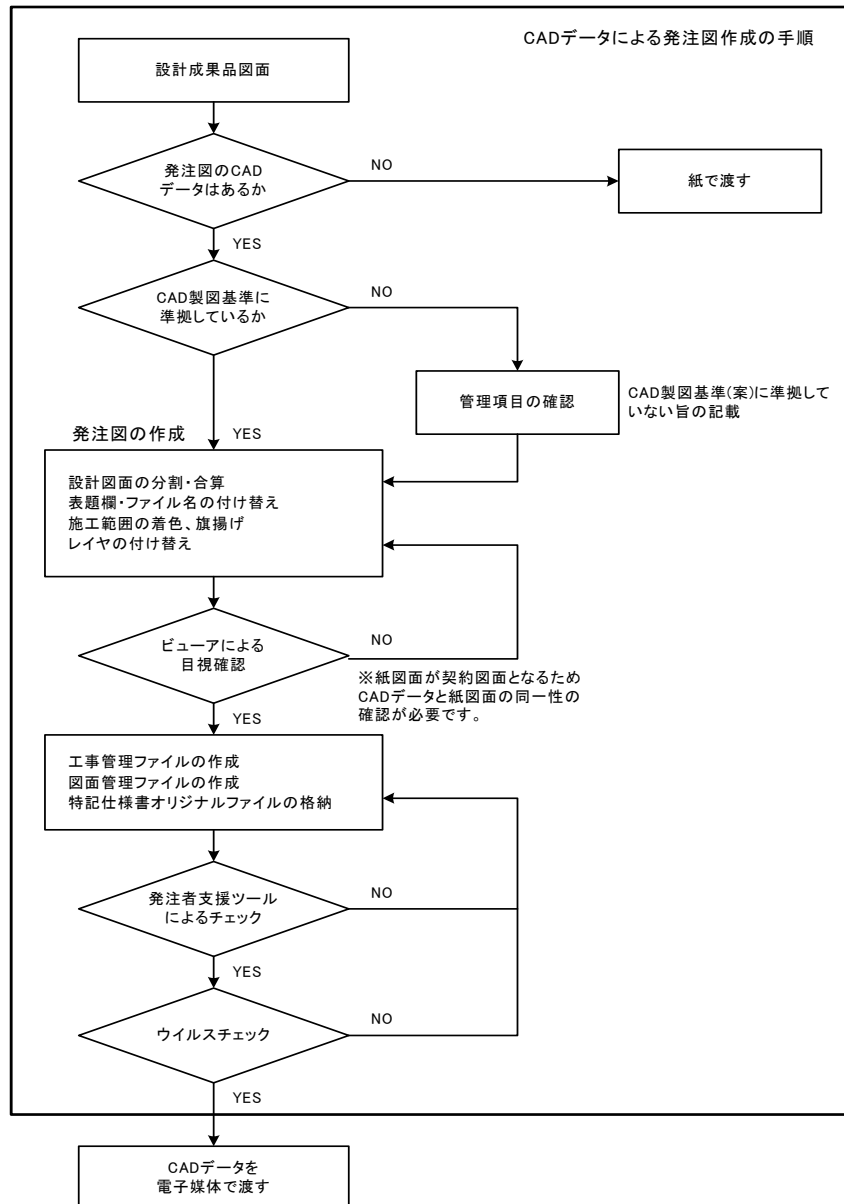 CADデータによる発注図作成の手順
設計成果品図面
発注図のCAD
データはあるか
NO
紙で渡す
YES
CAD製図基準に
準拠しているか
NO
管理項目の確認
CAD製図基準(案)に準拠して
いない旨の記載
発注図の作成
YES
設計図面の分割・合算
表題欄・ファイル名の付け替え
施工範囲の着色、旗揚げ
レイヤの付け替え
ビューアによる
目視確認
NO
※紙図面が契約図面となるため
CADデータと紙図面の同一性の
確認が必要です。
YES
工事管理ファイルの作成
図面管理ファイルの作成
特記仕様書オリジナルファイルの格納
発注者支援ツール
によるチェック
NO
YES
ウイルスチェック
NO
YES
CADデータを
電子媒体で渡す